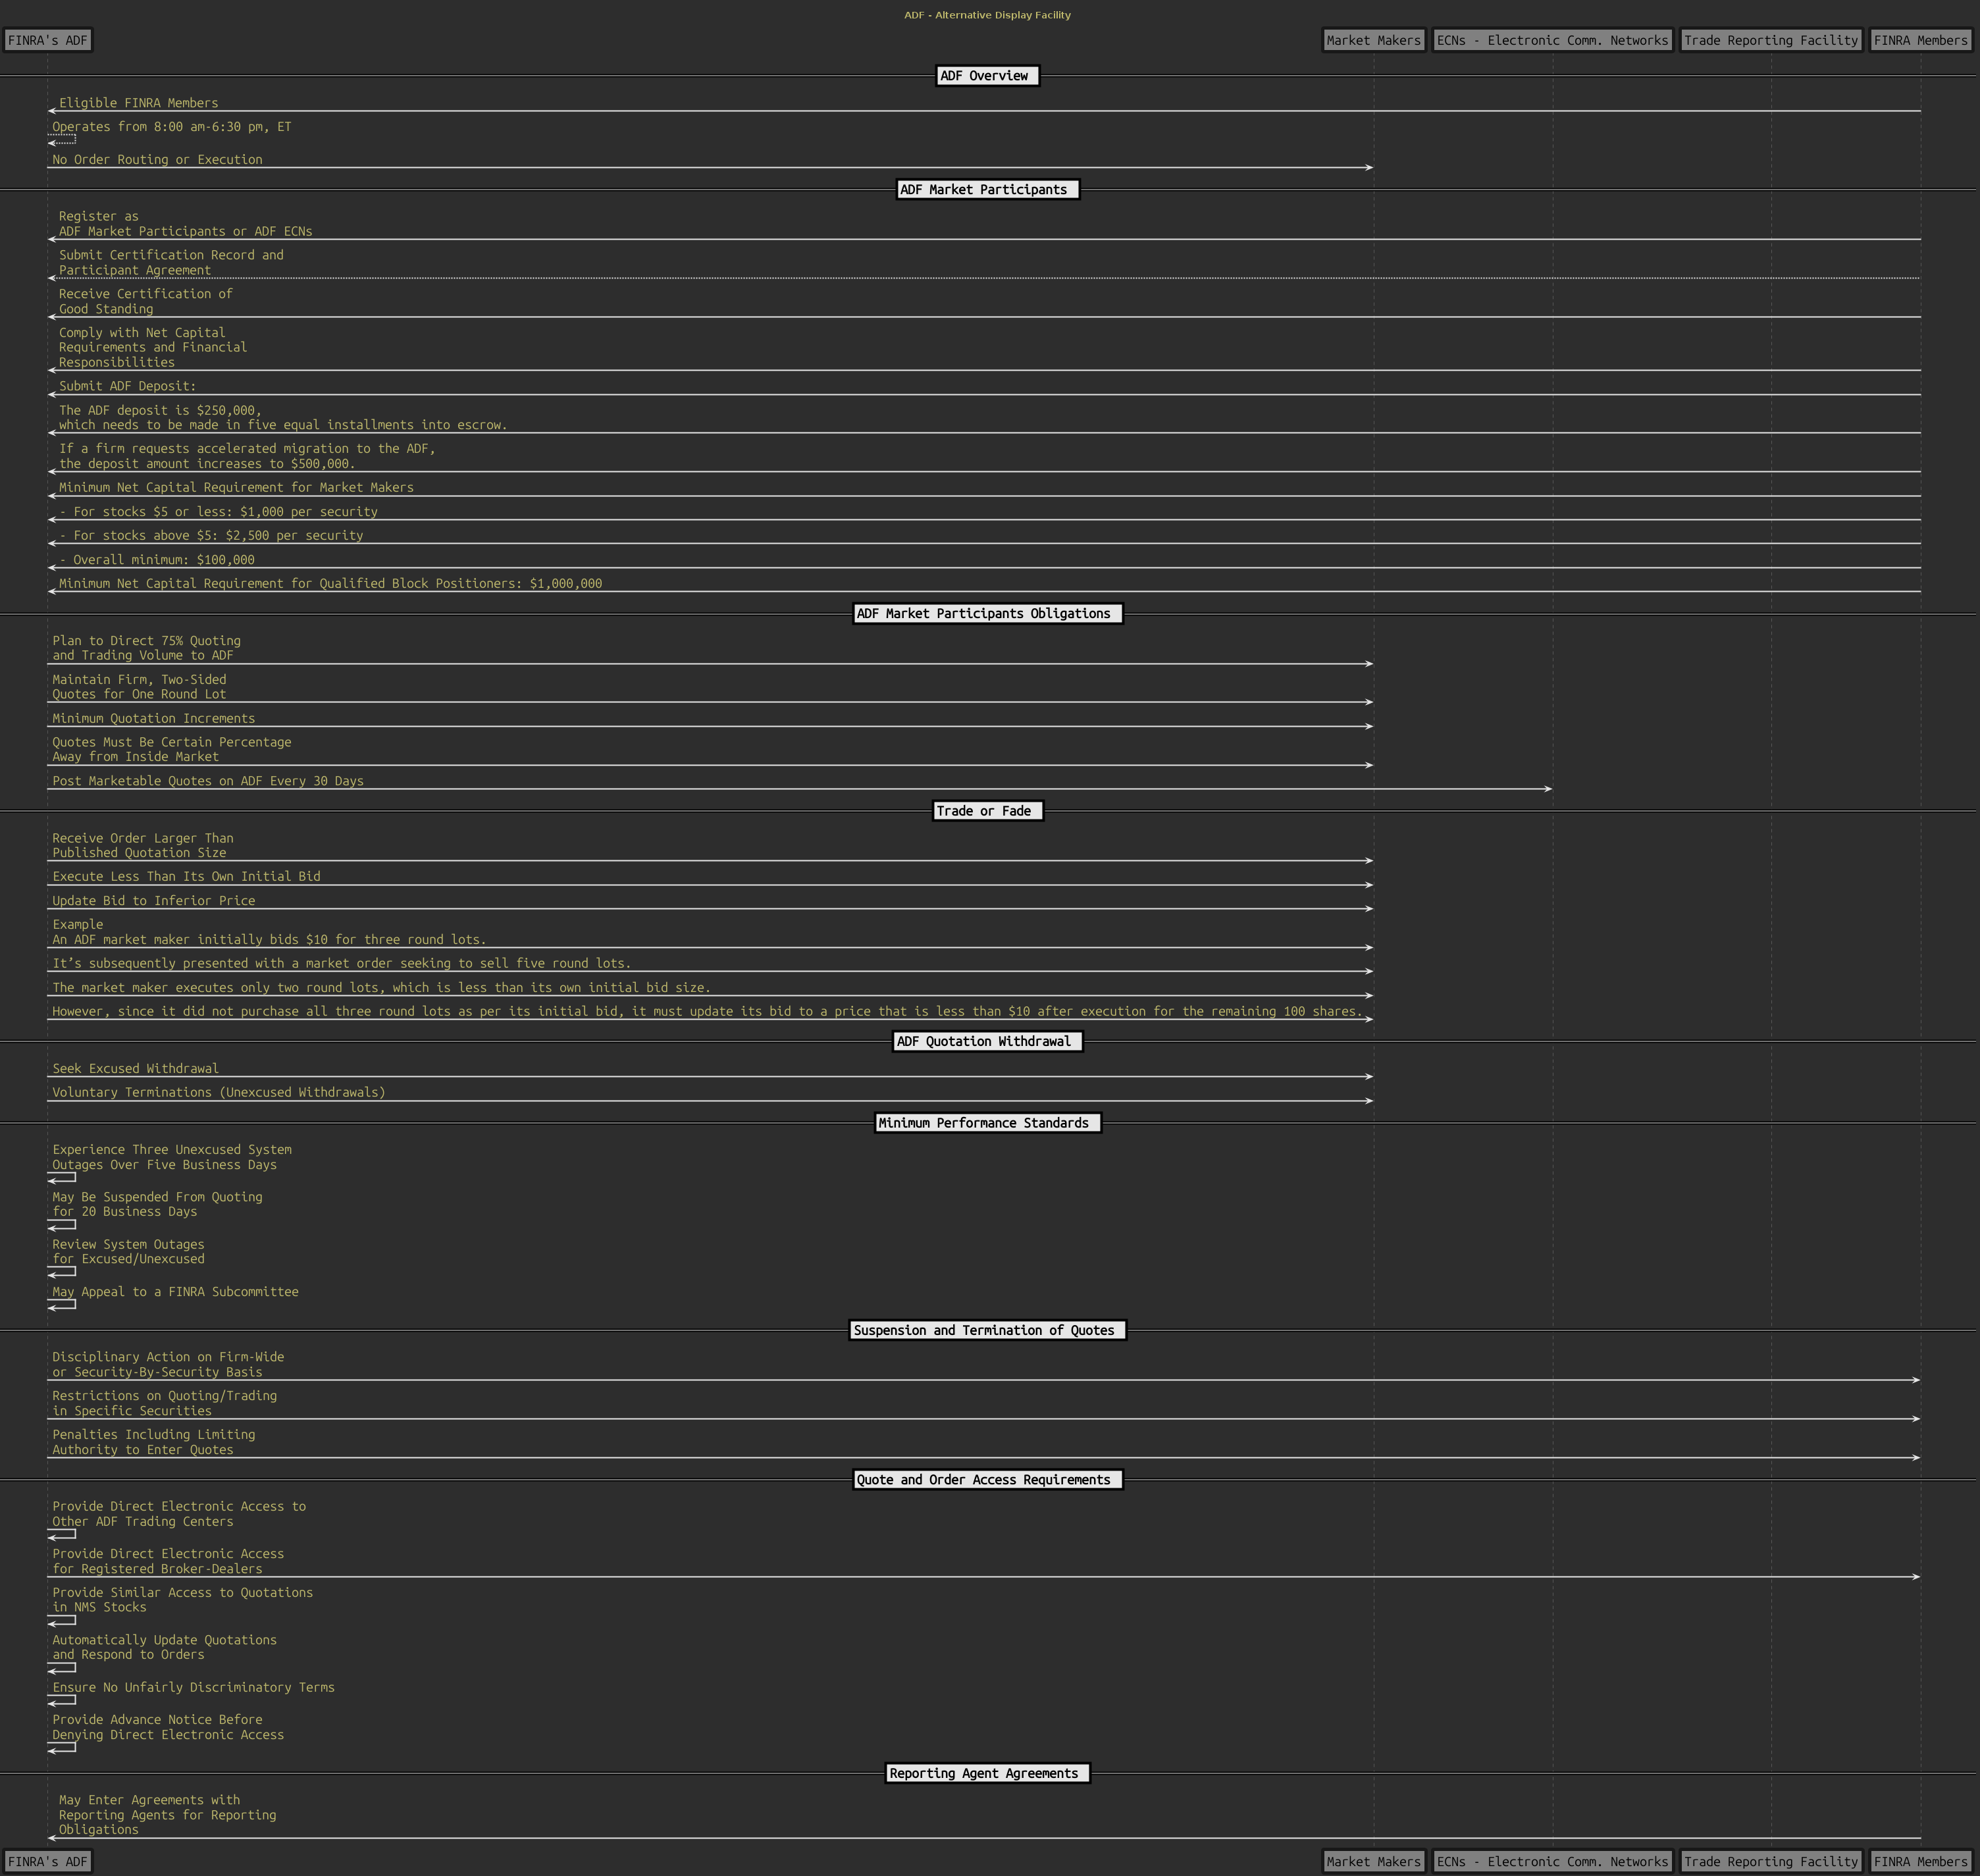 ADF - Alternative Display Facility
FINRA's ADF
Market Makers
ECNs - Electronic Comm. Networks
Trade Reporting Facility
FINRA Members
ADF Overview
Eligible FINRA Members
Operates from 8:00 am-6:30 pm, ET
No Order Routing or Execution
ADF Market Participants
Register as
ADF Market Participants or ADF ECNs
Submit Certification Record and
Participant Agreement
Receive Certification of
Good Standing
Comply with Net Capital
Requirements and Financial
Responsibilities
Submit ADF Deposit:
The ADF deposit is $250,000,
which needs to be made in five equal installments into escrow.
If a firm requests accelerated migration to the ADF,
the deposit amount increases to $500,000.
Minimum Net Capital Requirement for Market Makers
- For stocks $5 or less: $1,000 per security
- For stocks above $5: $2,500 per security
- Overall minimum: $100,000
Minimum Net Capital Requirement for Qualified Block Positioners: $1,000,000
ADF Market Participants Obligations
Plan to Direct 75% Quoting
and Trading Volume to ADF
Maintain Firm, Two-Sided
Quotes for One Round Lot
Minimum Quotation Increments
Quotes Must Be Certain Percentage
Away from Inside Market
Post Marketable Quotes on ADF Every 30 Days
Trade or Fade
Receive Order Larger Than
Published Quotation Size
Execute Less Than Its Own Initial Bid
Update Bid to Inferior Price
Example
An ADF market maker initially bids $10 for three round lots.
It’s subsequently presented with a market order seeking to sell five round lots.
The market maker executes only two round lots, which is less than its own initial bid size.
However, since it did not purchase all three round lots as per its initial bid, it must update its bid to a price that is less than $10 after execution for the remaining 100 shares.
ADF Quotation Withdrawal
Seek Excused Withdrawal
Voluntary Terminations (Unexcused Withdrawals)
Minimum Performance Standards
Experience Three Unexcused System
Outages Over Five Business Days
May Be Suspended From Quoting
for 20 Business Days
Review System Outages
for Excused/Unexcused
May Appeal to a FINRA Subcommittee
Suspension and Termination of Quotes
Disciplinary Action on Firm-Wide
or Security-By-Security Basis
Restrictions on Quoting/Trading
in Specific Securities
Penalties Including Limiting
Authority to Enter Quotes
Quote and Order Access Requirements
Provide Direct Electronic Access to
Other ADF Trading Centers
Provide Direct Electronic Access
for Registered Broker-Dealers
Provide Similar Access to Quotations
in NMS Stocks
Automatically Update Quotations
and Respond to Orders
Ensure No Unfairly Discriminatory Terms
Provide Advance Notice Before
Denying Direct Electronic Access
Reporting Agent Agreements
May Enter Agreements with
Reporting Agents for Reporting
Obligations
FINRA's ADF
Market Makers
ECNs - Electronic Comm. Networks
Trade Reporting Facility
FINRA Members